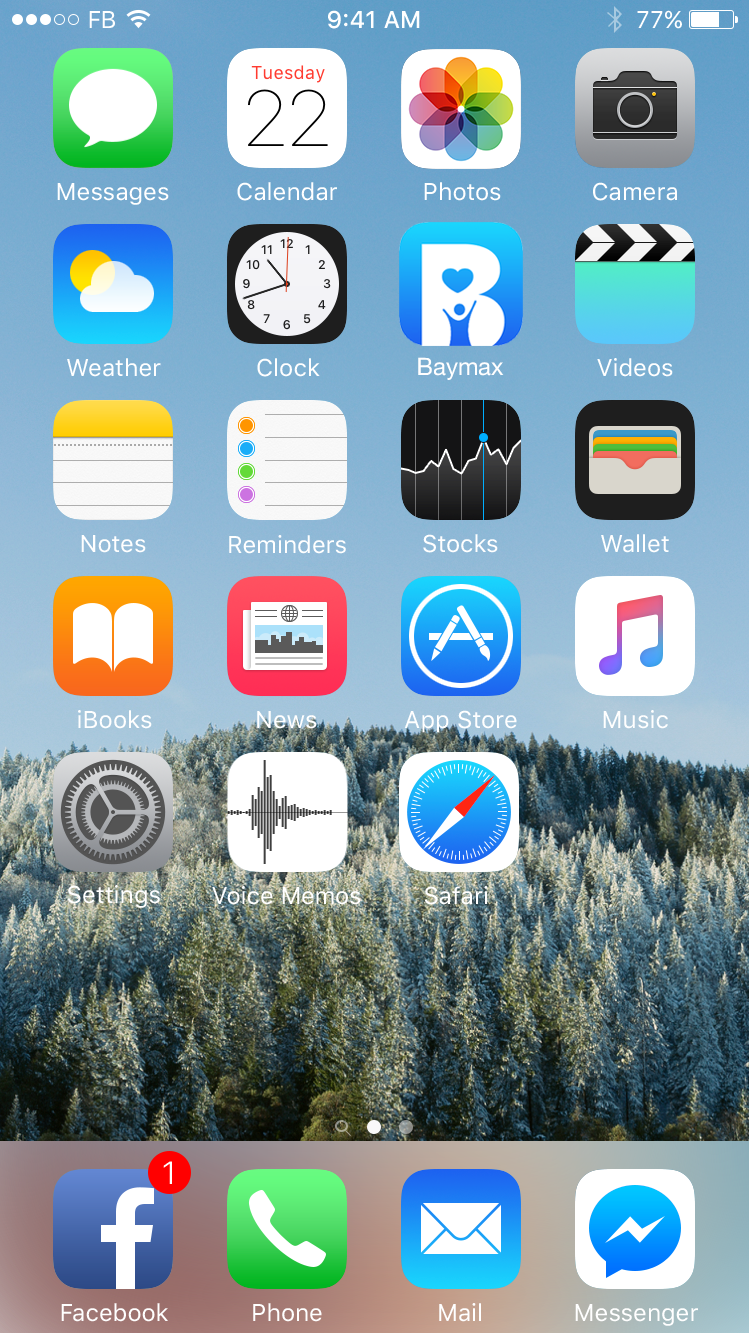 FB 9:41 AM 77%
Tuesday
22
Messages Calendar Photos Camera
11 12 1
10 2
9 3
8 4
7 6 5
B
Weather Clock Baymax Videos
Notes Reminders Stocks Wallet
iBooks News App Store Music
Settings Voice Memos Safari
1
f
Facebook Phone Mail Messenger